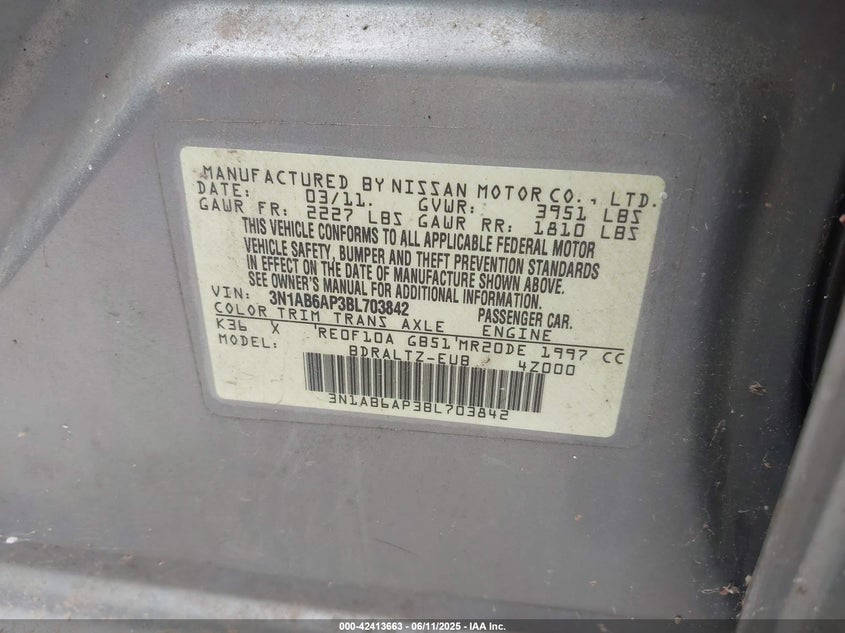 MANUFACTURED BY NISSAN MOTOR CO., LTD.
DATE: 03/11. GVWR: 3951 LBS
GAWR FR: 2227 LBS GAWR RR: 1810 LBS
THIS VEHICLE CONFORMS TO ALL APPLICABLE FEDERAL MOTOR
VEHICLE SAFETY, BUMPER AND THEFT PREVENTION STANDARDS
IN EFFECT ON THE DATE OF MANUFACTURE SHOWN ABOVE.
SEE OWNER'S MANUAL FOR ADDITIONAL INFORMATION.
VIN: 3N1AB6AP3BL703842 PASSENGER CAR.
COLOR TRIM TRANS AXLE ENGINE
K36 X RE0F10A GB51 MR20DE 1997 CC
MODEL: BDRALTZ-EUB 4Z000
3N1AB6AP3BL703842
000-42413663 - 06/11/2025 - IAA Inc.